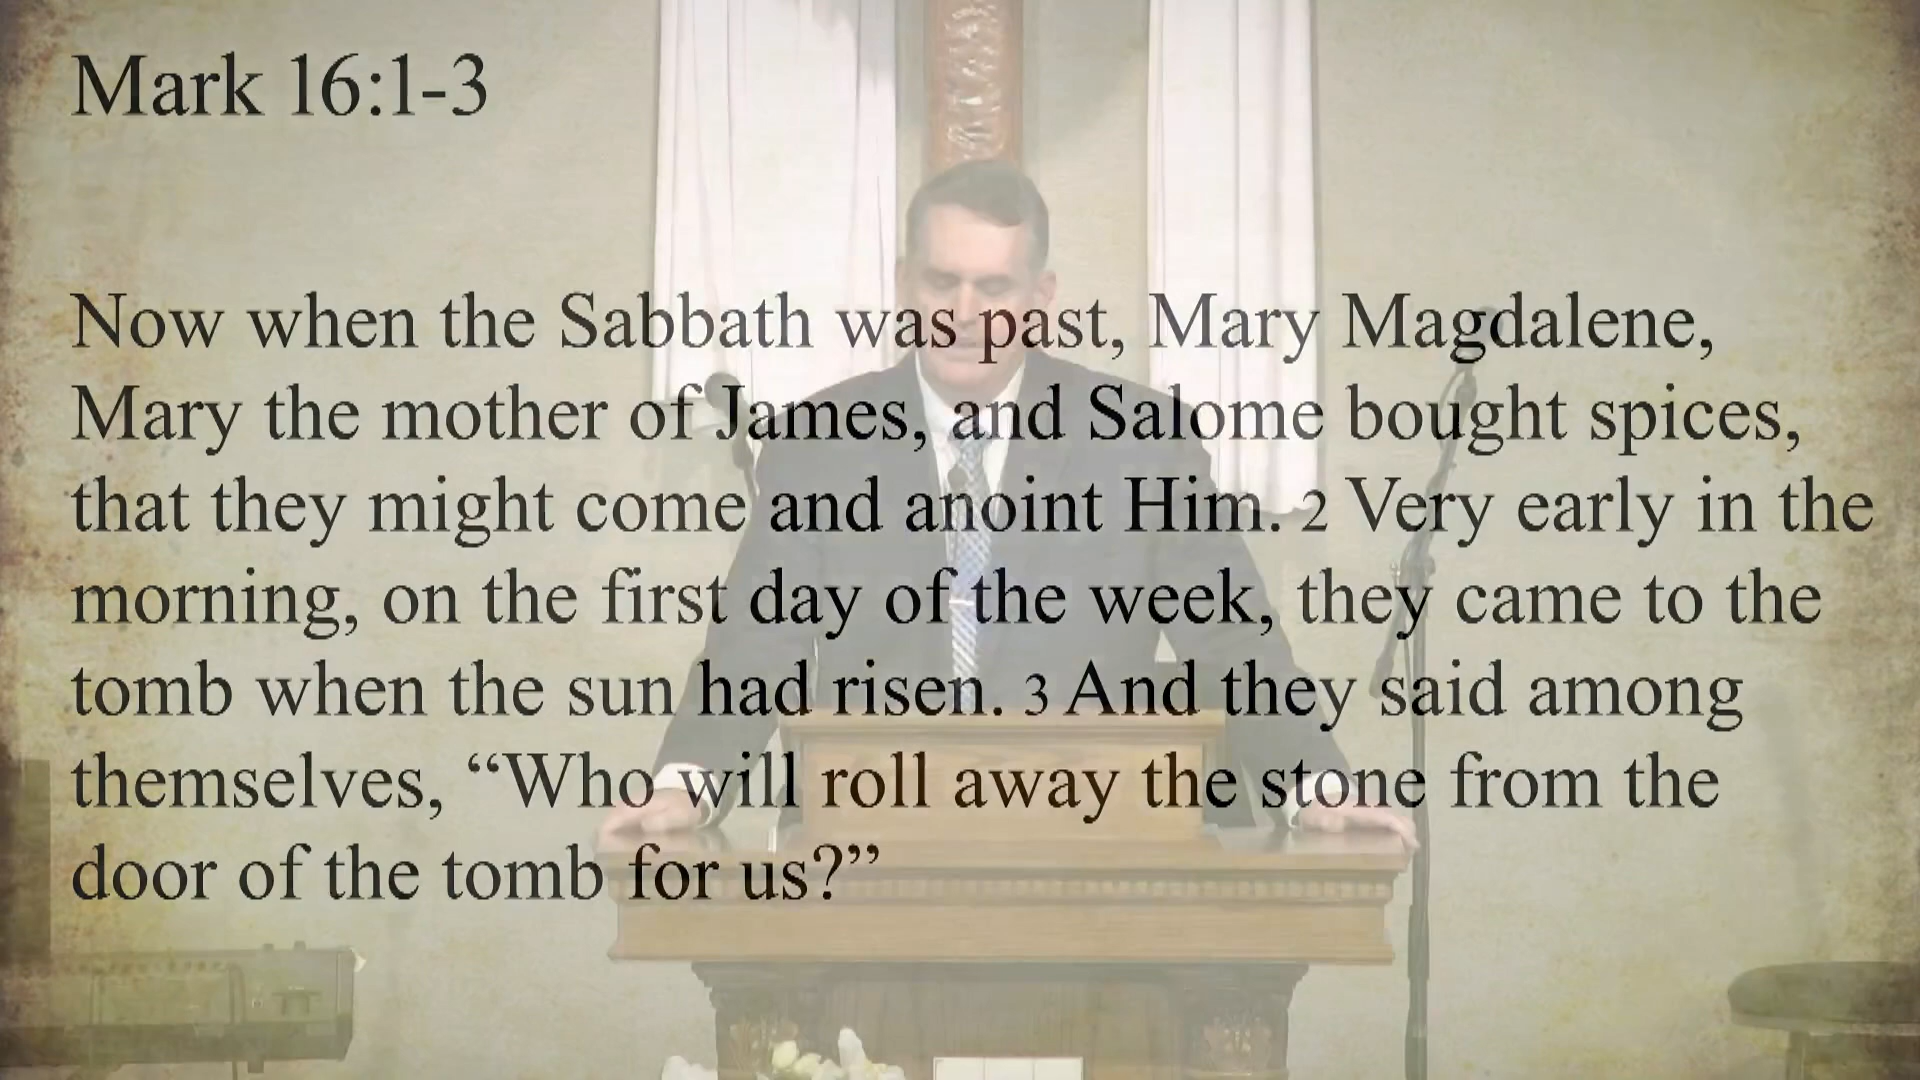 Mark 16:1-3
Now when the Sabbath was past, Mary Magdalene,
Mary the mother of James, and Salome bought spices,
that they might come and anoint Him. 2 Very early in the
morning, on the first day of the week, they came to the
tomb when the sun had risen. 3 And they said among
themselves, “Who will roll away the stone from the
door of the tomb for us?”